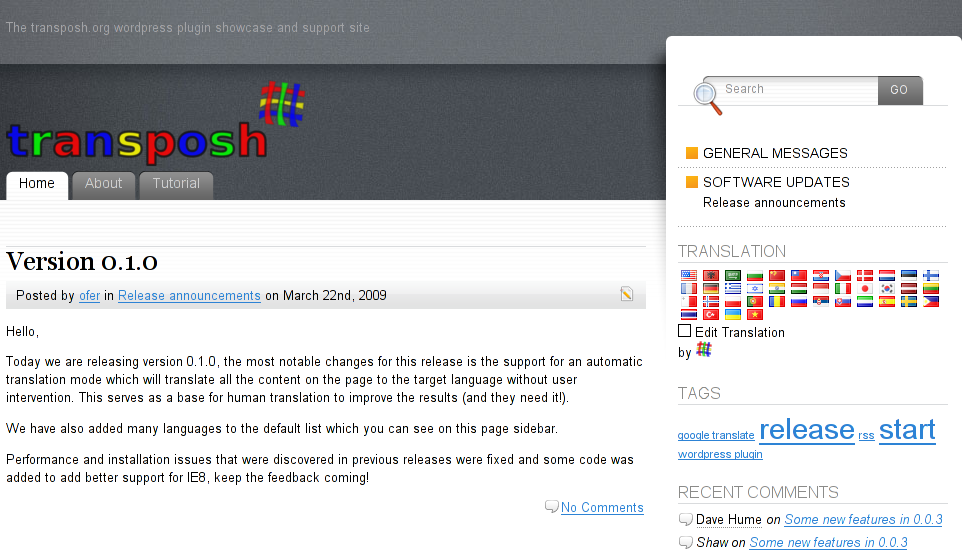 The transposh.org wordpress plugin showcase and support site
transposh
Home About Tutorial
Version 0.1.0
Posted by ofer in Release announcements on March 22nd, 2009
Hello,
Today we are releasing version 0.1.0, the most notable changes for this release is the support for an automatic
translation mode which will translate all the content on the page to the target language without user
intervention. This serves as a base for human translation to improve the results (and they need it!).
We have also added many languages to the default list which you can see on this page sidebar.
Performance and installation issues that were discovered in previous releases were fixed and some code was
added to add better support for IE8, keep the feedback coming!
No Comments
Search GO
GENERAL MESSAGES
SOFTWARE UPDATES
Release announcements
TRANSLATION
Edit Translation
by
TAGS
google translate release rss start
wordpress plugin
RECENT COMMENTS
Dave Hume on Some new features in 0.0.3
Shaw on Some new features in 0.0.3